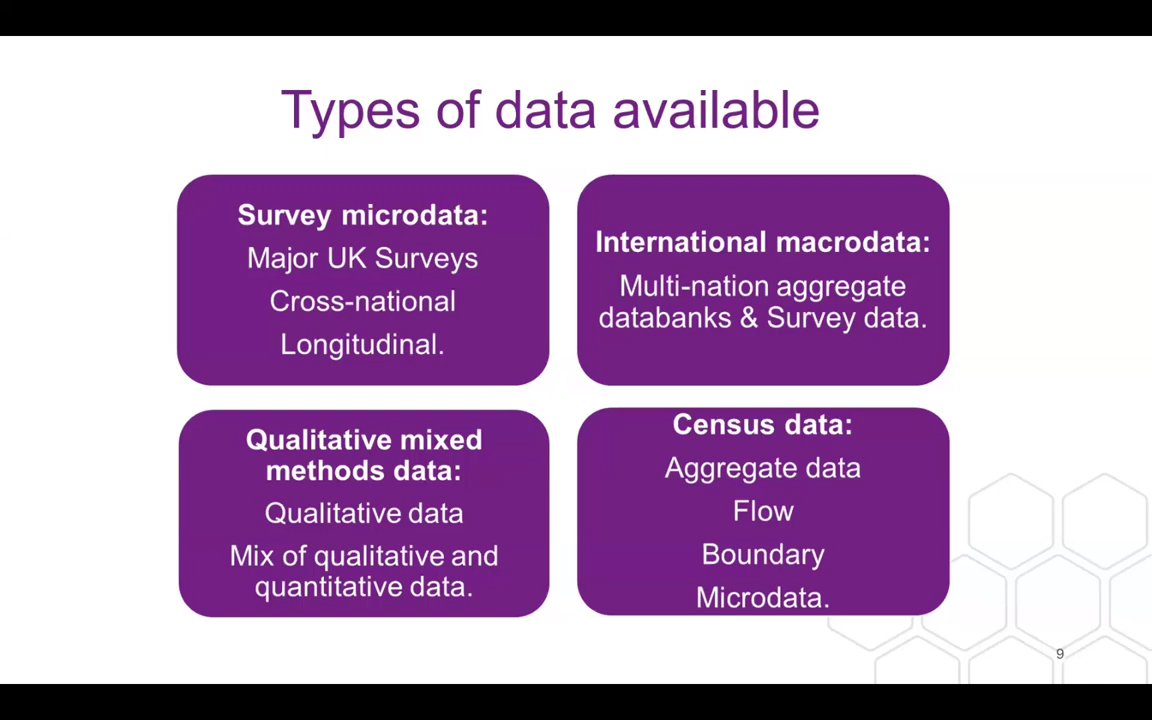 Types of data available
Survey microdata:
Major UK Surveys
Cross-national
Longitudinal.
International macrodata:
Multi-nation aggregate
databanks & Survey data.
Qualitative mixed
methods data:
Qualitative data
Mix of qualitative and
quantitative data.
Census data:
Aggregate data
Flow
Boundary
Microdata.
9